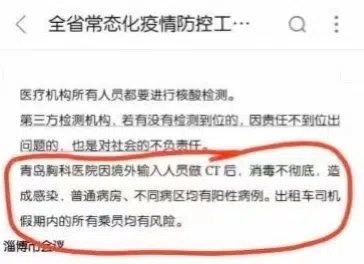 全省常态化疫情防控工…
医疗机构所有人员都要进行核酸检测。
第三方检测机构，若有没有检测到位的，因责任不到位出
问题的，也是对社会的不负责任。
青岛胸科医院因境外输入人员做 CT 后，消毒不彻底，造
成感染，普通病房、不同病区均有阳性病例。出租车司机
假期内的所有乘员均有风险。
淄博市会议